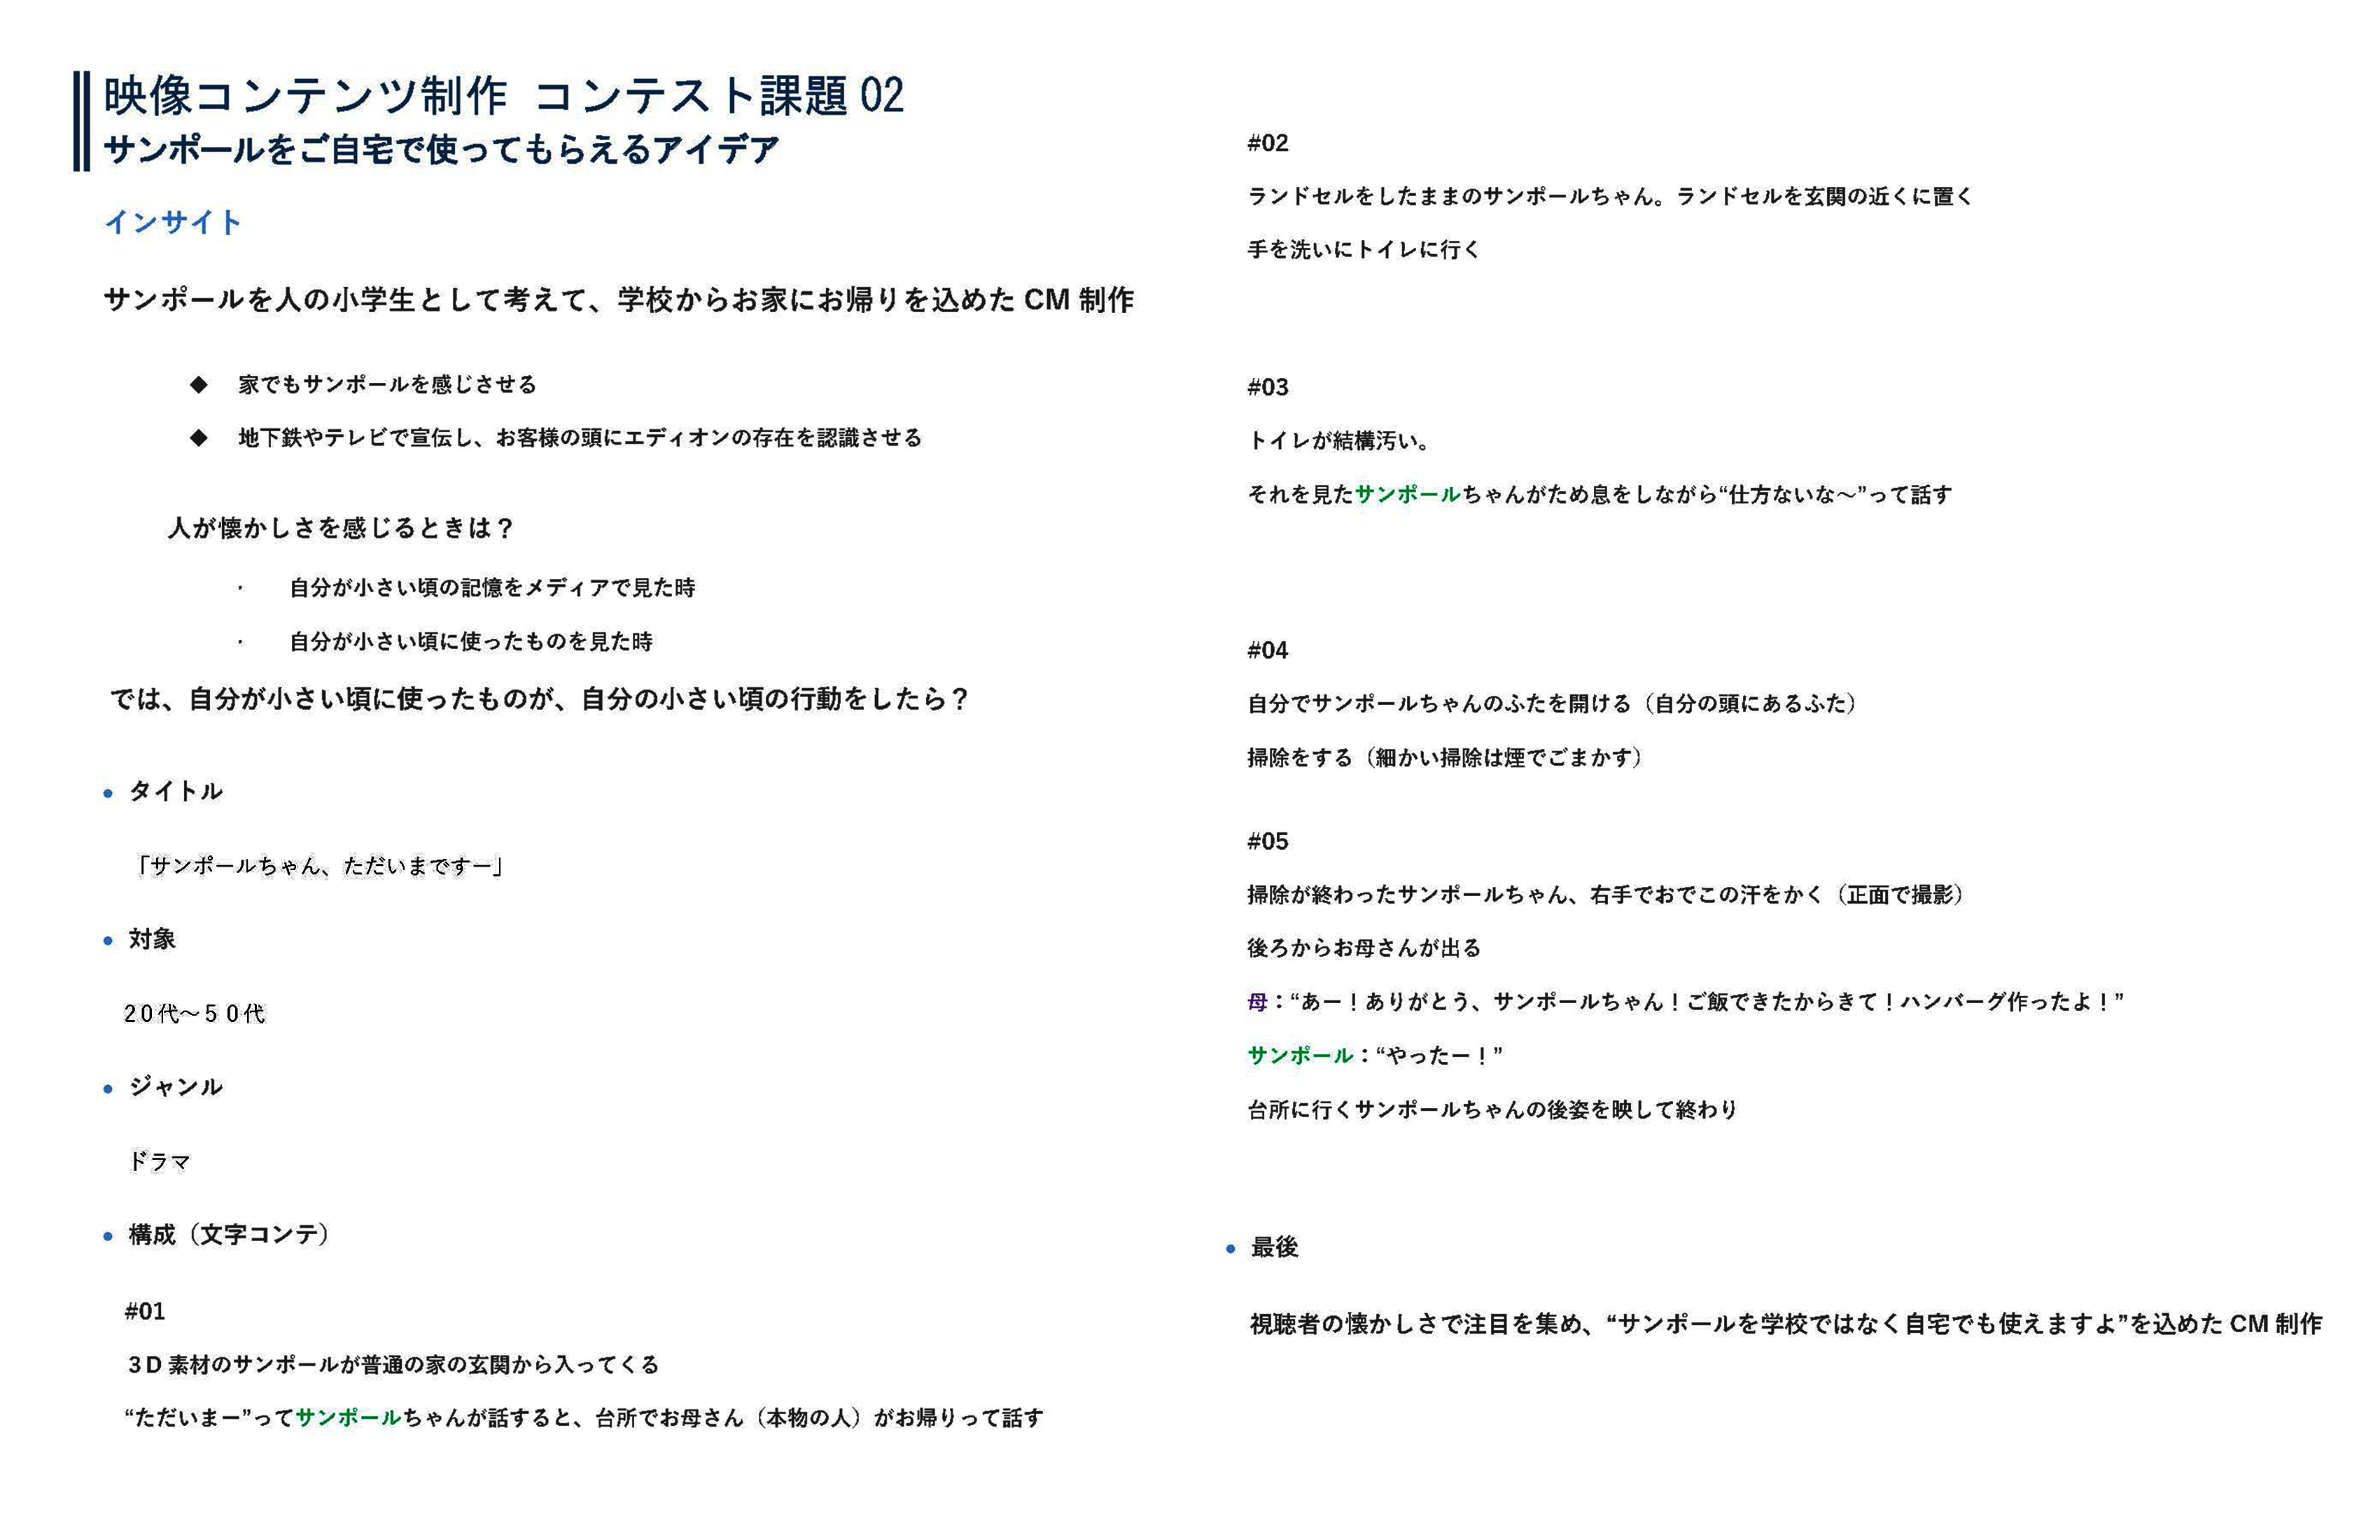 映像コンテンツ制作 コンテスト課題 02
サンポールをご自宅で使ってもらえるアイデア
インサイト
サンポールを人の小学生として考えて、学校からお家にお帰りを込めた CM 制作
◆ 家でもサンポールを感じさせる
◆ 地下鉄やテレビで宣伝し、お客様の頭にエディオンの存在を認識させる
人が懐かしさを感じるときは？
・ 自分が小さい頃の記憶をメディアで見た時
・ 自分が小さい頃に使ったものを見た時
では、自分が小さい頃に使ったものが、自分の小さい頃の行動をしたら？
• タイトル
「サンポールちゃん、ただいまですー」
• 対象
２０代～５０代
• ジャンル
ドラマ
• 構成（文字コンテ）
#01
３D 素材のサンポールが普通の家の玄関から入ってくる
“ただいまー”ってサンポールちゃんが話すると、台所でお母さん（本物の人）がお帰りって話す
#02
ランドセルをしたままのサンポールちゃん。ランドセルを玄関の近くに置く
手を洗いにトイレに行く
#03
トイレが結構汚い。
それを見たサンポールちゃんがため息をしながら“仕方ないな～”って話す
#04
自分でサンポールちゃんのふたを開ける（自分の頭にあるふた）
掃除をする（細かい掃除は煙でごまかす）
#05
掃除が終わったサンポールちゃん、右手でおでこの汗をかく（正面で撮影）
後ろからお母さんが出る
母：“あー！ありがとう、サンポールちゃん！ご飯できたからきて！ハンバーグ作ったよ！”
サンポール：“やったー！”
台所に行くサンポールちゃんの後姿を映して終わり
• 最後
視聴者の懐かしさで注目を集め、“サンポールを学校ではなく自宅でも使えますよ”を込めた CM 制作